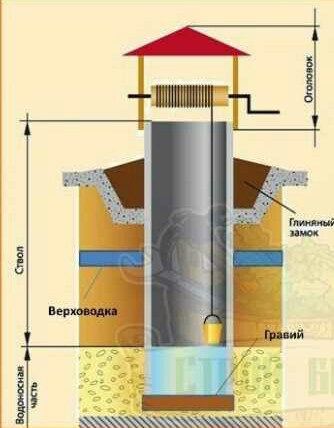 Оголовок
Глиняный
замок
Ствол
Верховодка
Гравий
Водоносная
часть